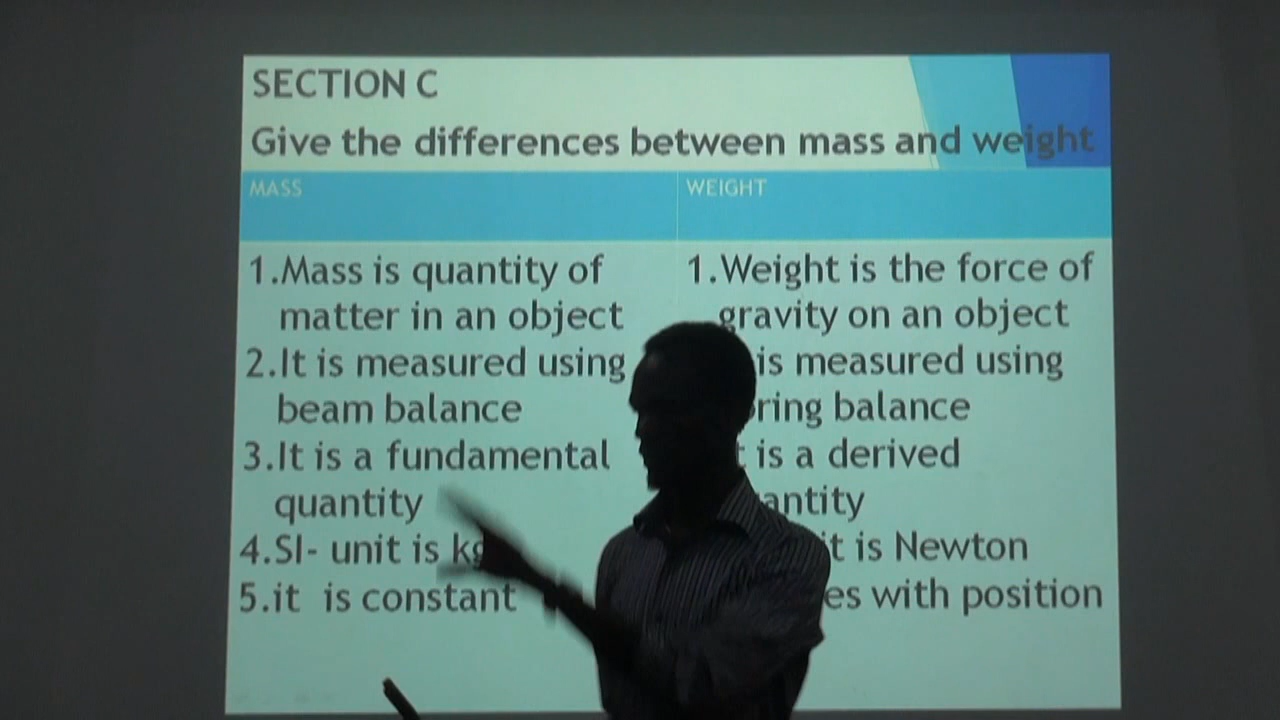 SECTION C
Give the differences between mass and weight
MASS
WEIGHT
1.Mass is quantity of
matter in an object
2.It is measured using
beam balance
3.It is a fundamental
quantity
4.SI- unit is
5.it is constant
1.Weight is the force of
gravity on an object
is measured using
balance
is a derived
is Newton
with position